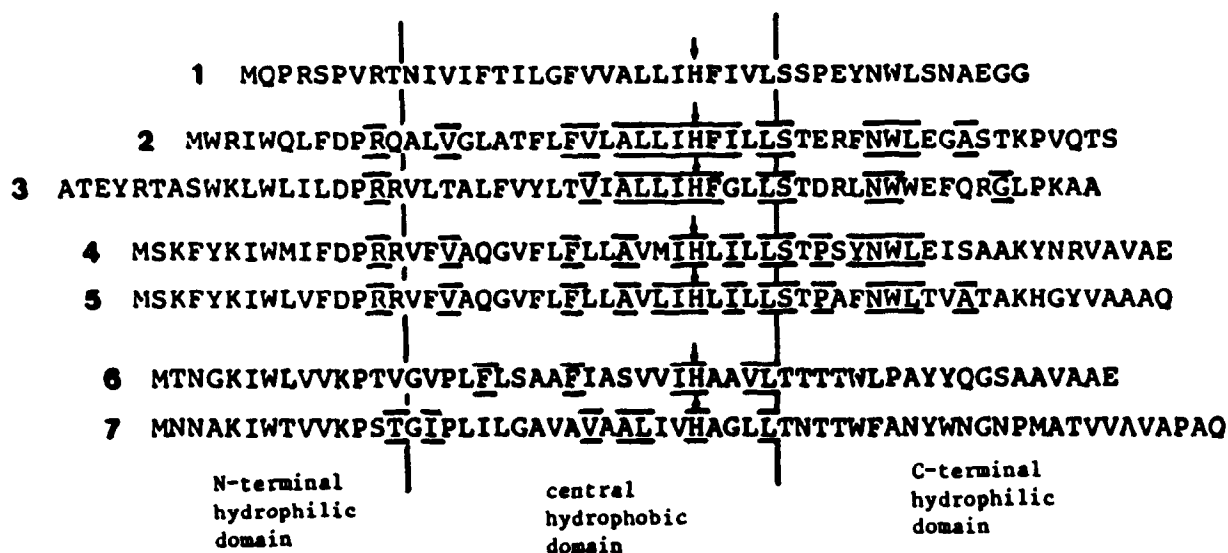 1 MQPRSPVRTNIVIFTILGFVVALLIHFIVLSSPEYNWLSNAEGG
2 MWRIWQLFDPRQALVGLATFLFVLALLIHFILLSTERFNWLEGASTKPVQTS
3 ATEYRTASWKLWLILDPRRVLTALFVYLTVIALLIHFGLLSTDRLNWWEFQRGLPKAA
4 MSKFYKIWMIFDPRRVFVAQGVFLFLLAVMIHLILLSTPSYNWLEISAAKYNRVAVAE
5 MSKFYKIWLVFDPRRVFVAQGVFLFLLAVLIHLILLSTPAFNWLTVATAKHGYVAAAQ
6 MTNGKIWLVVKPTVGVPLFLSAAFIASVVIHAAVLTTTTWLPAYYQGSAAVAAE
7 MNNAKIWTVVKPSTGIPLILGAVAVAALIVHAGLLTNTTWFANYWNGNPMATVVAVAPAQ
N-terminal hydrophilic domain
central hydrophobic domain
C-terminal hydrophilic domain